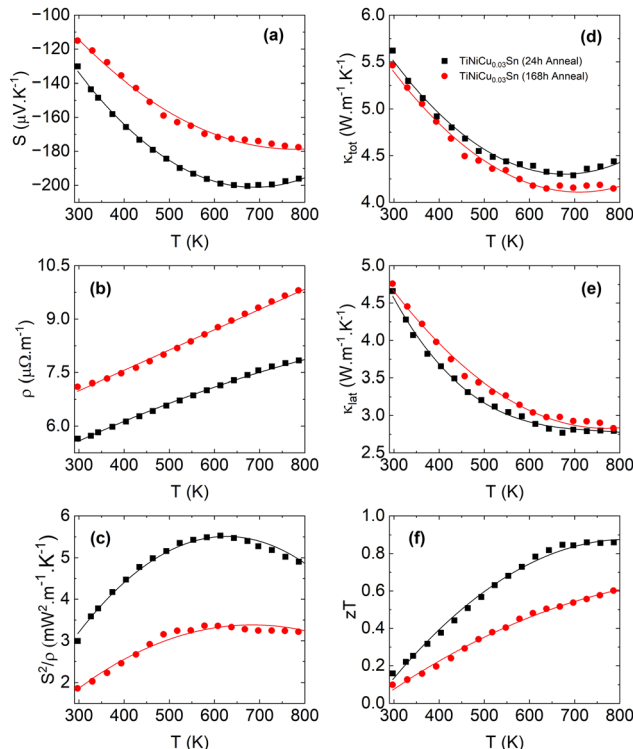 -100
-120
-140
-160
-180
-200
S (μV.K⁻¹)
(a)
300 400 500 600 700 800
T (K)
6.0
5.5
5.0
4.5
4.0
κtot (W.m⁻¹.K⁻¹)
(d)
TiNiCu0.03Sn (24h Anneal)
TiNiCu0.03Sn (168h Anneal)
300 400 500 600 700 800
T (K)
10.5
9.0
7.5
6.0
ρ (μΩ.m⁻¹)
(b)
300 400 500 600 700 800
T (K)
5.0
4.5
4.0
3.5
3.0
2.5
κlat (W.m⁻¹.K⁻¹)
(e)
300 400 500 600 700 800
T (K)
6
5
3
2
S²/ρ (mW².m⁻¹.K⁻¹)
(c)
300 400 500 600 700 800
T (K)
1.0
0.8
0.6
0.4
0.2
0.0
zT
(f)
300 400 500 600 700 800
T (K)